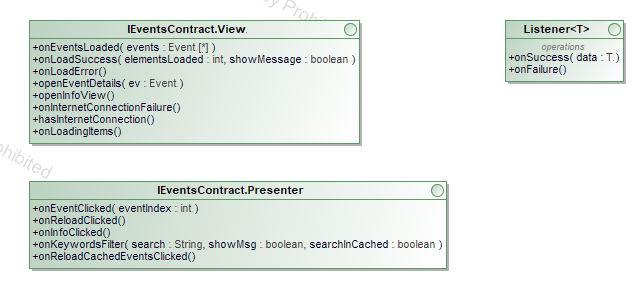 IEventsContract.View
+onEventsLoaded( events : Event [*] )
+onLoadSuccess( elementsLoaded : int, showMessage : boolean )
+onLoadError()
+openEventDetails( ev : Event )
+openInfoView()
+onInternetConnectionFailure()
+hasInternetConnection()
+onLoadingItems()
Listener<T>
operations
+onSuccess( data : T )
+onFailure()
IEventsContract.Presenter
+onEventClicked( eventIndex : int )
+onReloadClicked()
+onInfoClicked()
+onKeywordsFilter( search : String, showMsg : boolean, searchInCached : boolean )
+onReloadCachedEventsClicked()